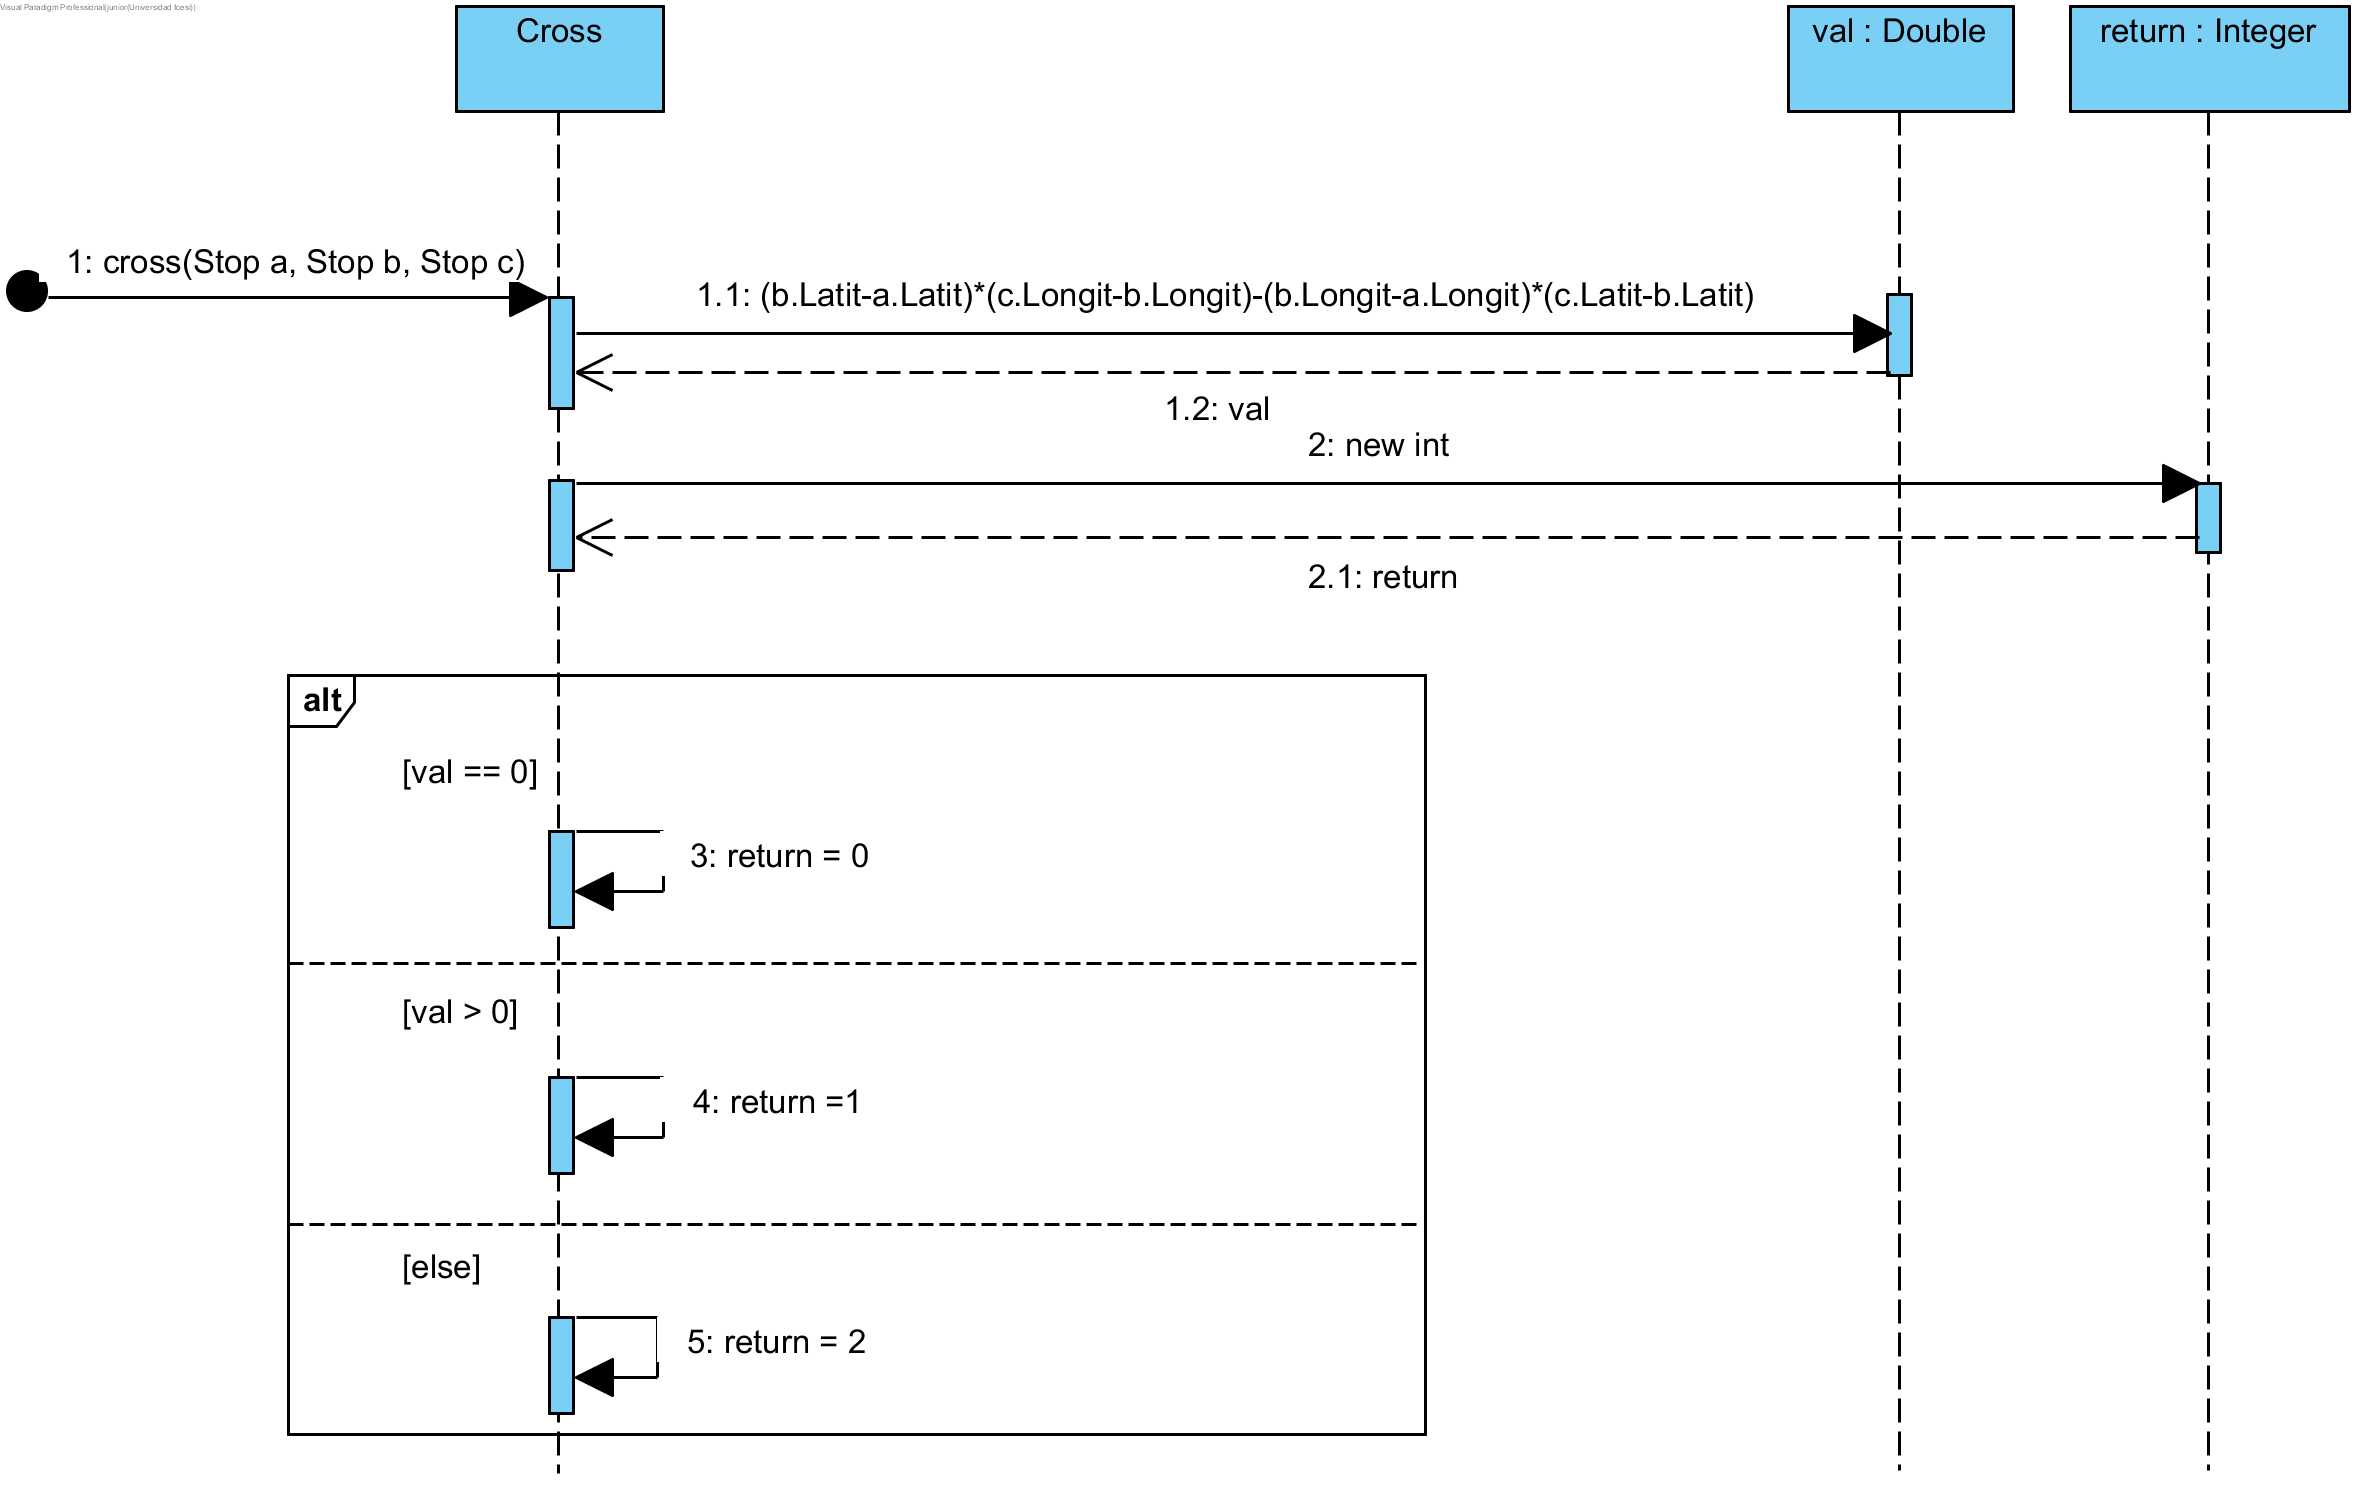 Visual Paradigm Professional(junior(Universidad Icesi))
Cross
val : Double
return : Integer
1: cross(Stop a, Stop b, Stop c)
1.1: (b.Latit-a.Latit)*(c.Longit-b.Longit)-(b.Longit-a.Longit)*(c.Latit-b.Latit)
1.2: val
2: new int
2.1: return
alt
[val == 0]
3: return = 0
[val > 0]
4: return =1
[else]
5: return = 2